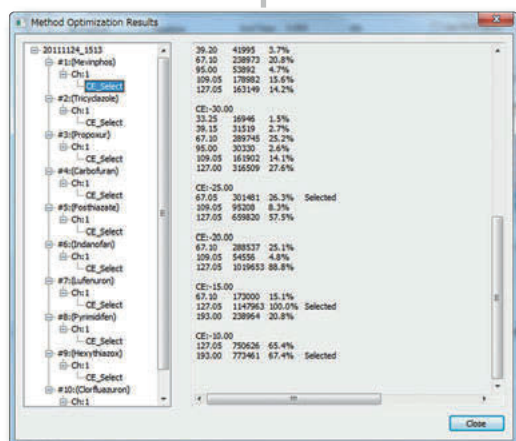 Method Optimization Results
20111124_1513
#1:(Mevinphos)
Ch:1
CE_Select
#2:(Tricyclazole)
Ch:1
CE_Select
#3:(Propoxur)
Ch:1
CE_Select
#4:(Carbofuran)
Ch:1
CE_Select
#5:(Fosthiazate)
Ch:1
CE_Select
#6:(Indanofan)
Ch:1
CE_Select
#7:(Lufenuron)
Ch:1
CE_Select
#8:(Pyrimidifen)
Ch:1
CE_Select
#9:(Hexythiazox)
Ch:1
CE_Select
#10:(Clorfluazuron)
Ch:1
39.20 41995 3.7%
67.10 238973 20.8%
95.00 53892 4.7%
109.05 178982 15.6%
127.05 163149 14.2%
CE:-30.00
33.25 16946 1.5%
39.15 31519 2.7%
67.10 289745 25.2%
95.00 30330 2.6%
109.05 161902 14.1%
127.00 316509 27.6%
CE:-25.00
67.05 301481 26.3% Selected
109.05 95208 8.3%
127.05 659820 57.5%
CE:-20.00
67.10 288537 25.1%
109.05 54556 4.8%
127.05 1019653 88.8%
CE:-15.00
67.10 173000 15.1%
127.05 1147963 100.0% Selected
193.00 238964 20.8%
CE:-10.00
127.05 750626 65.4%
193.00 773461 67.4% Selected
Close